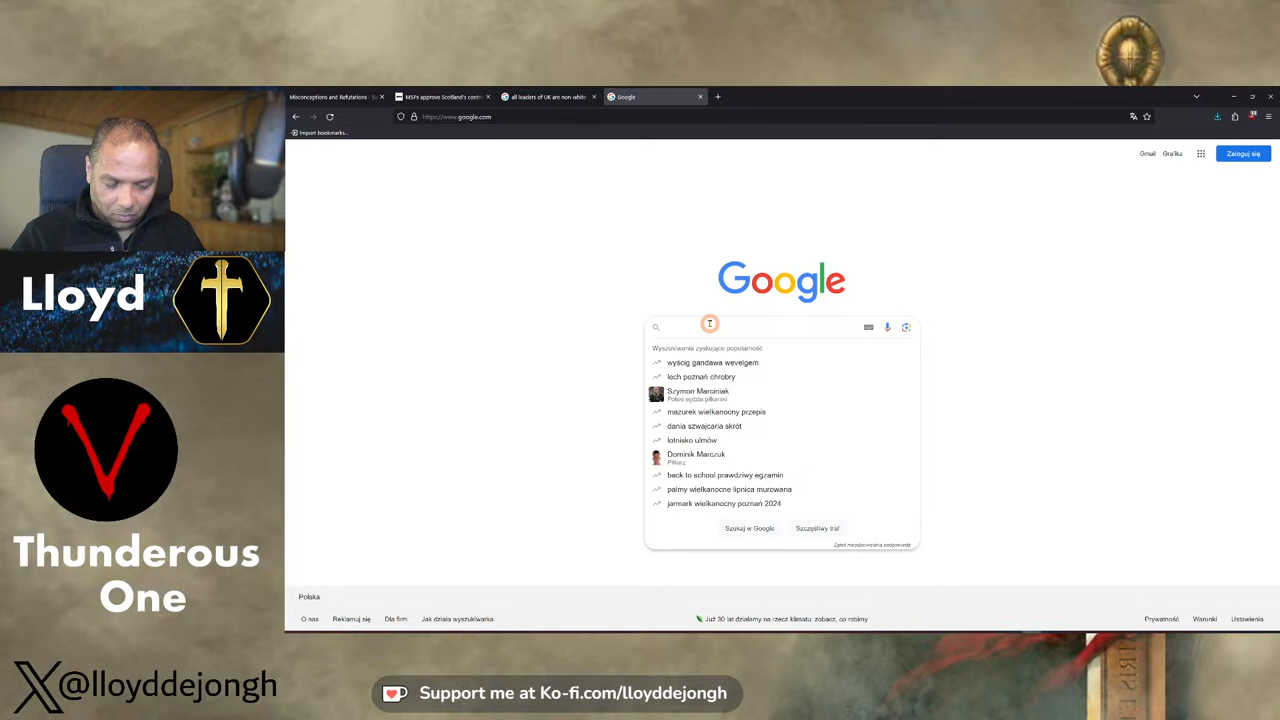 Misconceptions and Refutations -
MSPs approve Scotland's contr
all leaders of UK are non-white
Google
https://www.google.com
Import bookmarks...
Gmail
Grafika
Zaloguj się
Google
Wyszukiwania zyskujące popularność
wyścig gandawa wevelgem
lech poznań chrobry
Szymon Marciniak
Polski sędzia piłkarski
mazurek wielkanocny przepis
dania szwajcaria skrót
lotnisko ulmów
Dominik Marczuk
Piłkarz
back to school prawdziwy egzamin
palmy wielkanocne lipnica murowana
jarmark wielkanocny poznań 2024
Szukaj w Google
Szczęśliwy traf
Zgłoś nieodpowiednie podpowiedzi
Polska
O nas
Reklamuj się
Dla firm
Jak działa wyszukiwarka
Już 30 lat działamy na rzecz klimatu: zobacz, co robimy
Prywatność
Warunki
Ustawienia
Lloyd
V
Thunderous
One
X@lloyddejongh
Support me at Ko-fi.com/lloyddejongh